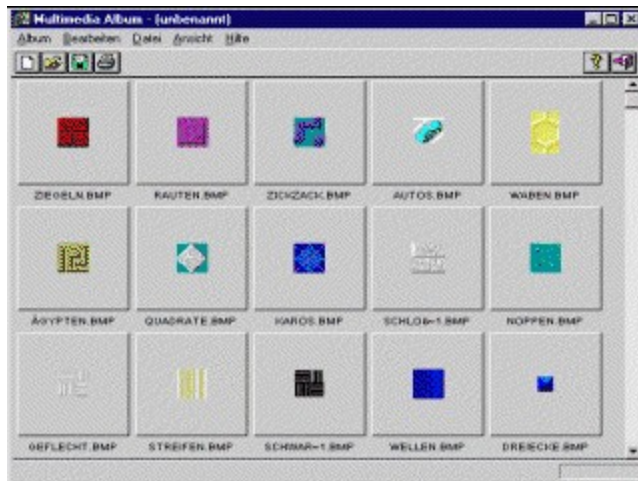 Multimedia Album - (unbenannt)
Album Bearbeiten Datei Ansicht Hilfe
ZIEGELN.BMP RAUTEN.BMP ZICKZACK.BMP AUTOS.BMP WABEN.BMP
ÄGYPTEN.BMP QUADRATE.BMP KAROS.BMP SCHLOß~1.BMP NOPPEN.BMP
GEFLECHT.BMP STREIFEN.BMP SCHWAR~1.BMP WELLEN.BMP DREIECKE.BMP